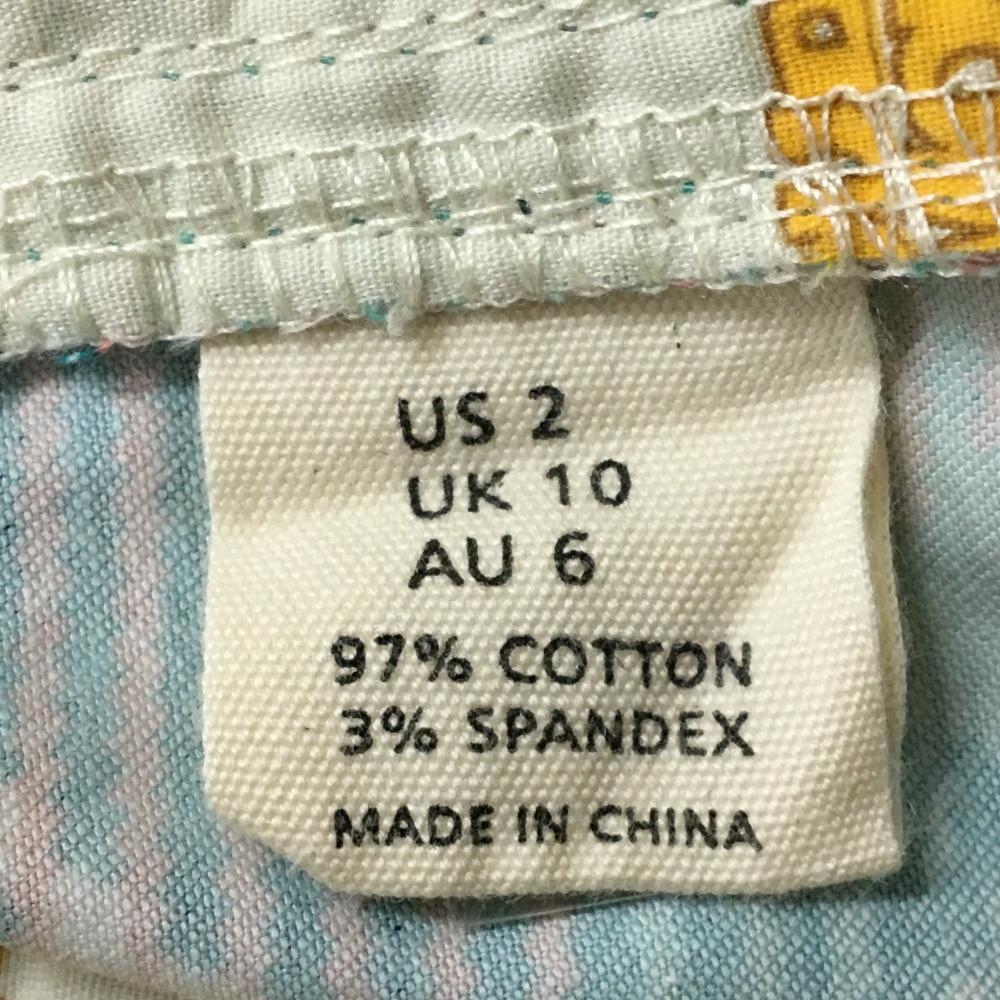 US 2
UK 10
AU 6
97% COTTON
3% SPANDEX
MADE IN CHINA